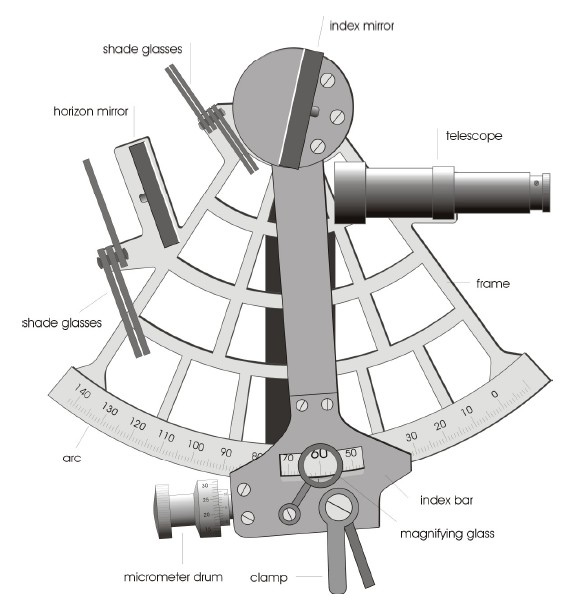 index mirror
shade glasses
horizon mirror
telescope
frame
shade glasses
140 130 120 110 100 90 80 70 60 50 30 20 10 0
arc
30
25
20
index bar
magnifying glass
micrometer drum
clamp